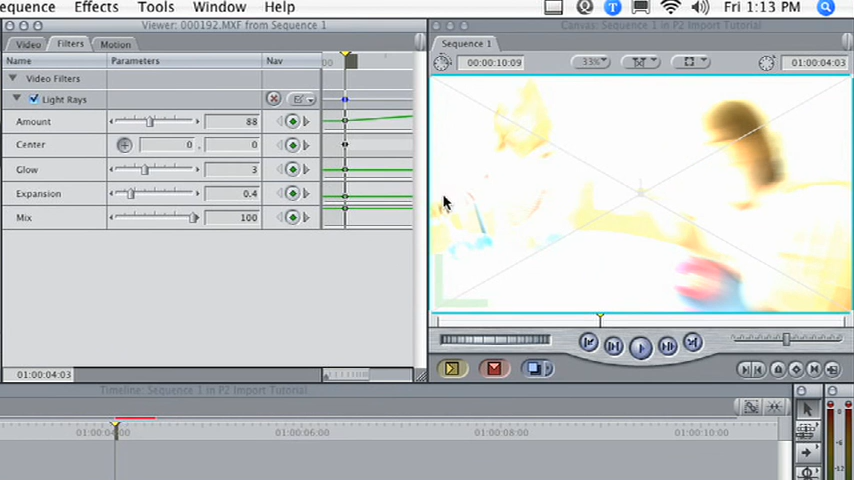 equence Effects Tools Window Help Fri 1:13 PM
Viewer: 000192.MXF from Sequence 1
Canvas: Sequence 1 in P2 Import Tutorial
Video Filters Motion
Sequence 1
Name Parameters Nav
00:00:10:09 33% 01:00:04:03
Video Filters
Light Rays
Amount 88
Center 0 , 0
Glow 3
Expansion 0.4
Mix 100
01:00:04:03
Timeline: Sequence 1 in P2 Import Tutorial
01:00:04:00 01:00:06:00 01:00:08:00 01:00:10:00